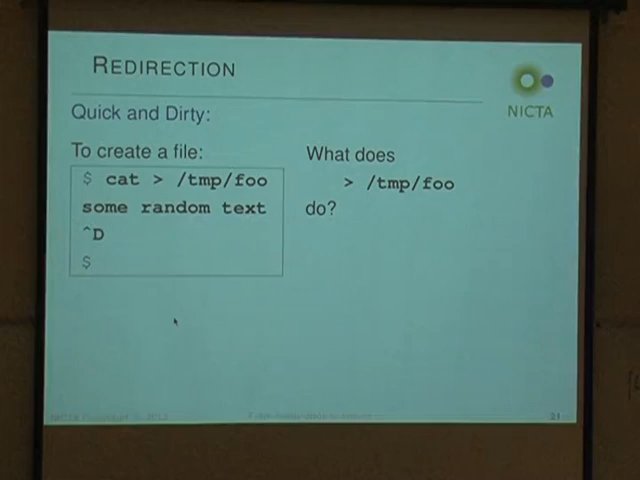 REDIRECTION
NICTA
Quick and Dirty:
To create a file:
$ cat > /tmp/foo
some random text
^D
$
What does
> /tmp/foo
do?